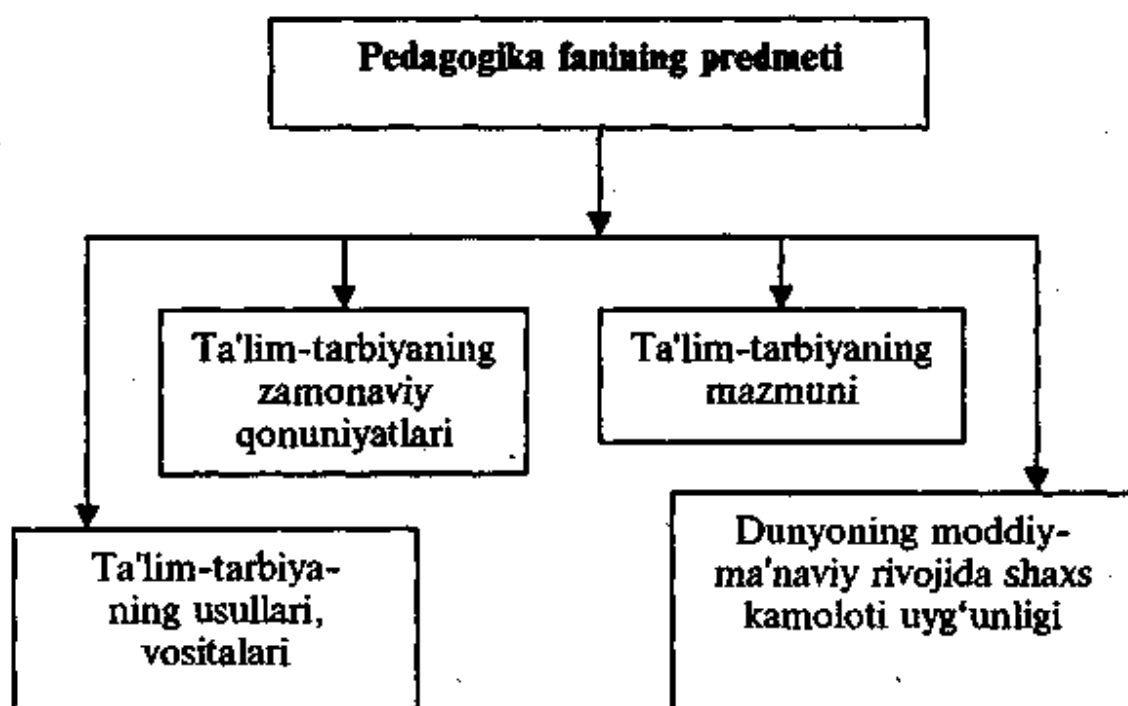 Pedagogika fanining predmeti
Ta'lim-tarbiyaning
zamonaviy
qonuniyatlari
Ta'lim-tarbiyaning
mazmuni
Ta'lim-tarbiya-
ning usullari,
vositalari
Dunyoning moddiy-
ma'naviy rivojida shaxs
kamoloti uyg‘unligi